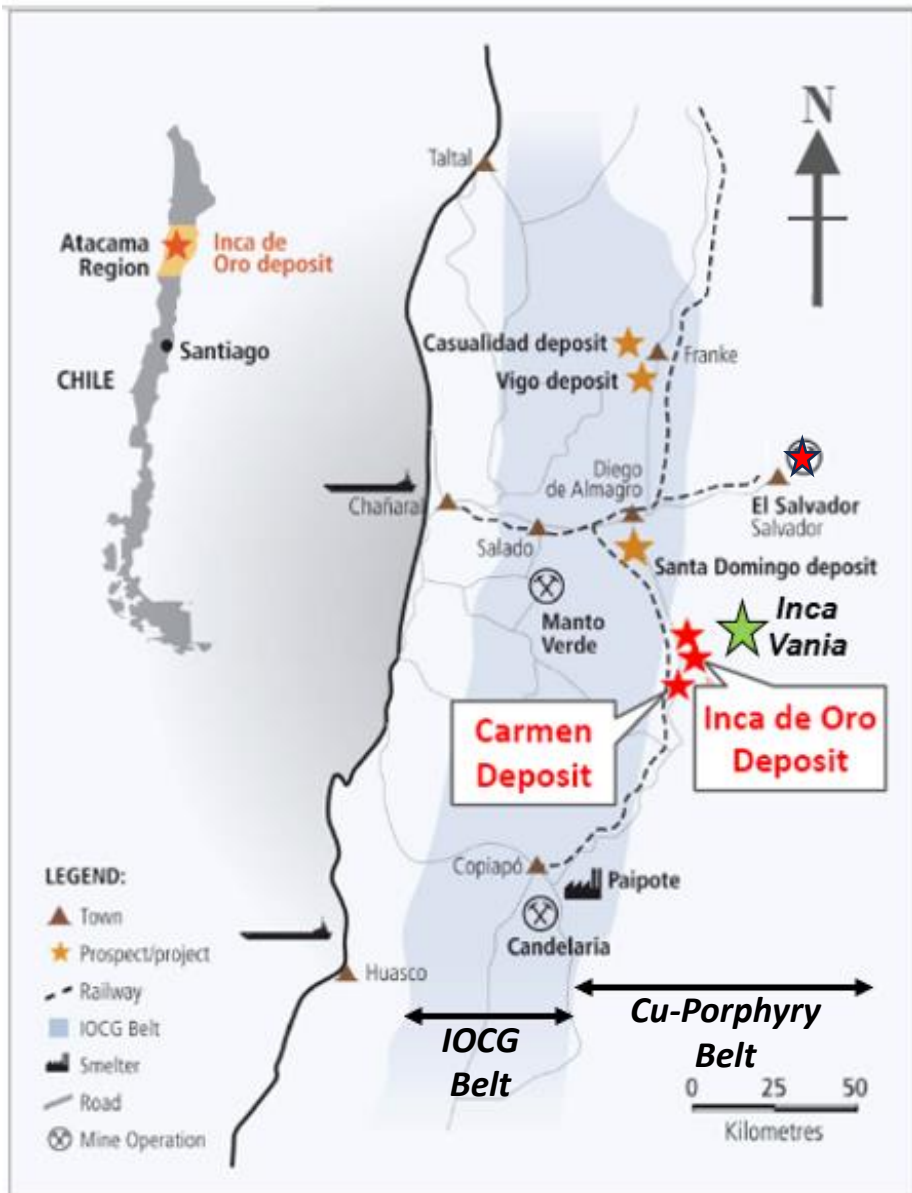 N
Taltal
Atacama
Region
Inca de
Oro deposit
Santiago
CHILE
Casualidad deposit
Franke
Vigo deposit
Diego
de Almagro
Chañaral
El Salvador
Salvador
Salado
Santa Domingo deposit
Manto
Verde
Inca
Vania
Carmen
Deposit
Inca de Oro
Deposit
Copiapó
Paipote
Candelaria
Huasco
LEGEND:
Town
Prospect/project
Railway
IOCG Belt
Smelter
Road
Mine Operation
IOCG
Belt
Cu-Porphyry
Belt
0 25 50
Kilometres